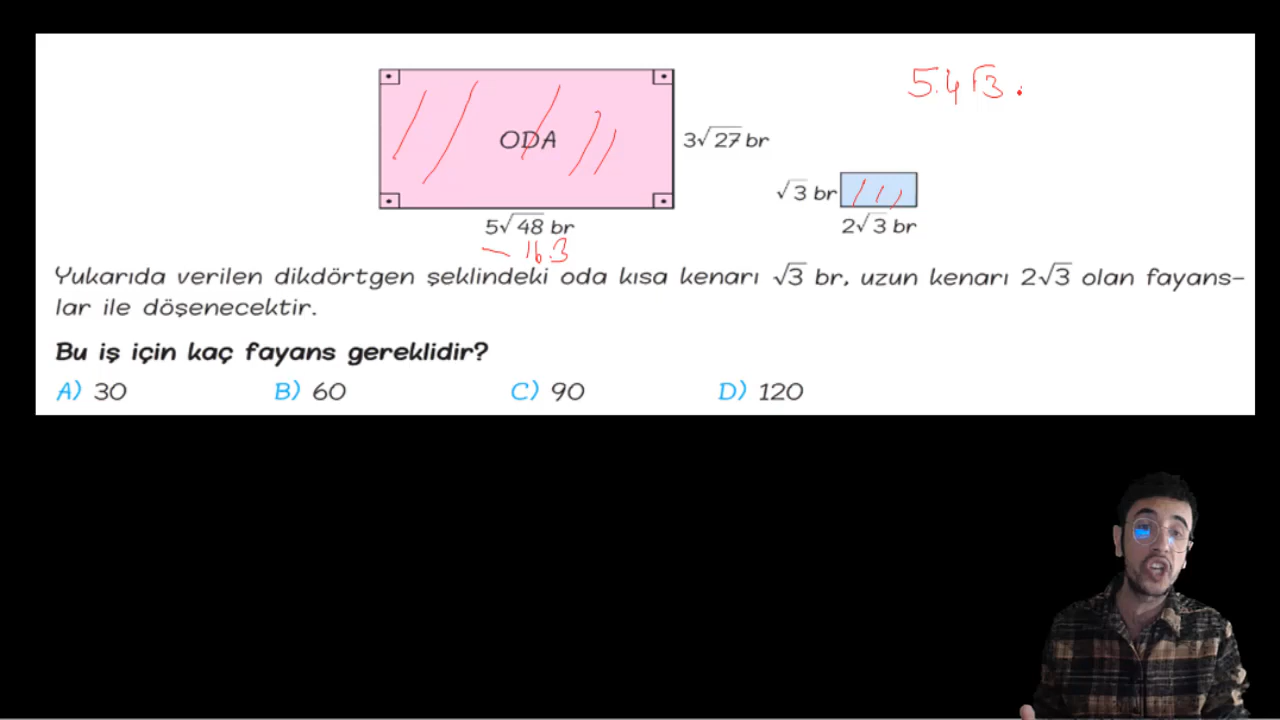 5.4√3 .
ODA
3√27 br
√3 br
2√3 br
5√48 br
16.3
Yukarıda verilen dikdörtgen şeklindeki oda kısa kenarı √3 br, uzun kenarı 2√3 olan fayans-
lar ile döşenecektir.
Bu iş için kaç fayans gereklidir?
A) 30 B) 60 C) 90 D) 120